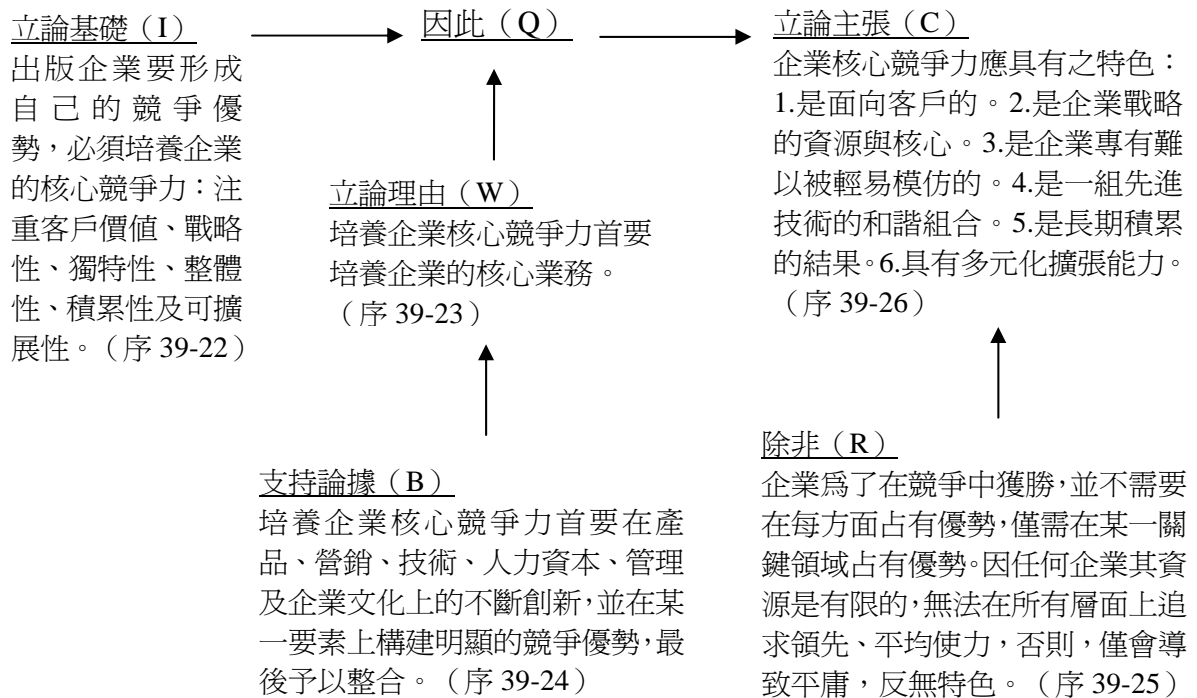 立論基礎（I）
出版企業要形成
自己的競爭優
勢，必須培養企業
的核心競爭力：注
重客戶價值、戰略
性、獨特性、整體
性、積累性及可擴
展性。（序 39-22）
因此（Q）
立論主張（C）
企業核心競爭力應具有之特色：
1.是面向客戶的。2.是企業戰略
的資源與核心。3.是企業專有難
以被輕易模仿的。4.是一組先進
技術的和諧組合。5.是長期積累
的結果。6.具有多元化擴張能力。
（序 39-26）
立論理由（W）
培養企業核心競爭力首要
培養企業的核心業務。
（序 39-23）
支持論據（B）
培養企業核心競爭力首要在產
品、營銷、技術、人力資本、管理
及企業文化上的不斷創新，並在某
一要素上構建明顯的競爭優勢，最
後予以整合。（序 39-24）
除非（R）
企業爲了在競爭中獲勝，並不需要
在每方面占有優勢，僅需在某一關
鍵領域占有優勢。因任何企業其資
源是有限的，無法在所有層面上追
求領先、平均使力，否則，僅會導
致平庸，反無特色。（序 39-25）